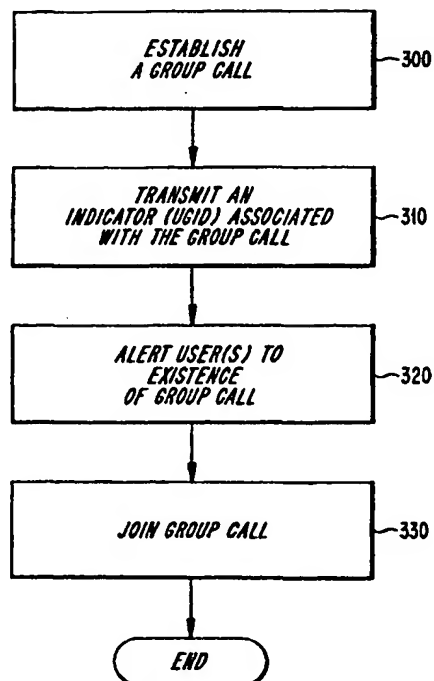 ESTABLISH
A GROUP CALL
300
TRANSMIT AN
INDICATOR (UGID) ASSOCIATED
WITH THE GROUP CALL
310
ALERT USER(S) TO
EXISTENCE
OF GROUP CALL
320
JOIN GROUP CALL
330
END